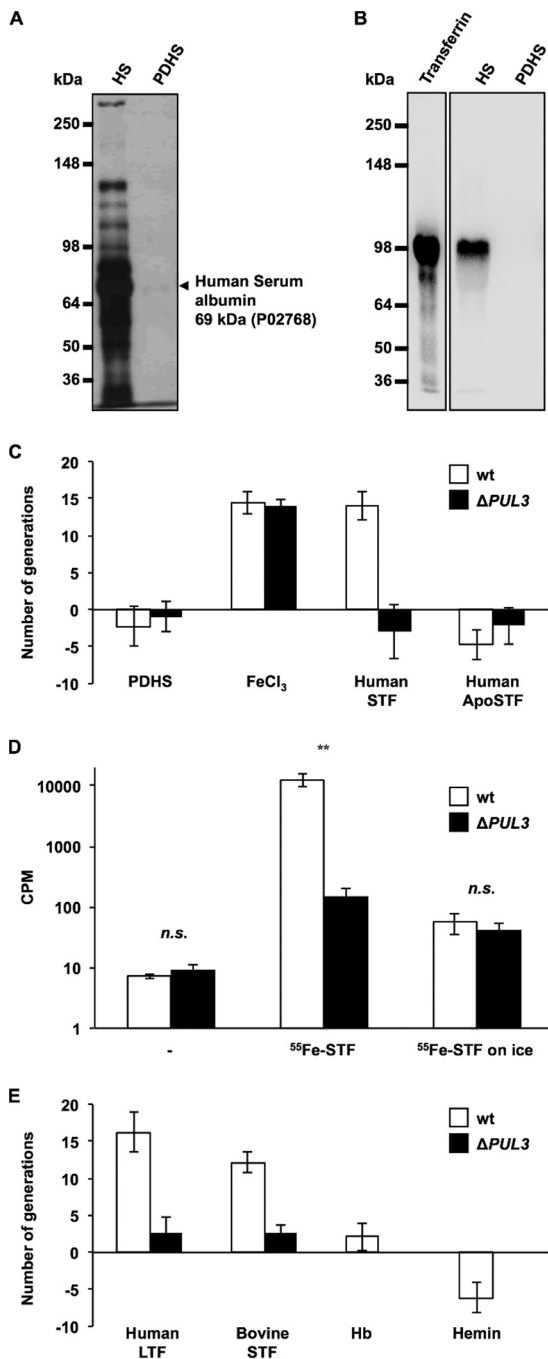 A
kDa
HS
PDHS
250
148
98
64
50
36
Human Serum
albumin
69 kDa (P02768)
B
kDa
Transferrin
HS
PDHS
250
148
98
64
50
36
C
Number of generations
20
15
10
5
0
-5
-10
wt
ΔPUL3
PDHS
FeCl3
Human
STF
Human
ApoSTF
D
CPM
10000
1000
100
10
1
n.s.
**
n.s.
wt
ΔPUL3
-
55Fe-STF
55Fe-STF on ice
E
Number of generations
20
15
10
5
0
-5
-10
wt
ΔPUL3
Human
LTF
Bovine
STF
Hb
Hemin